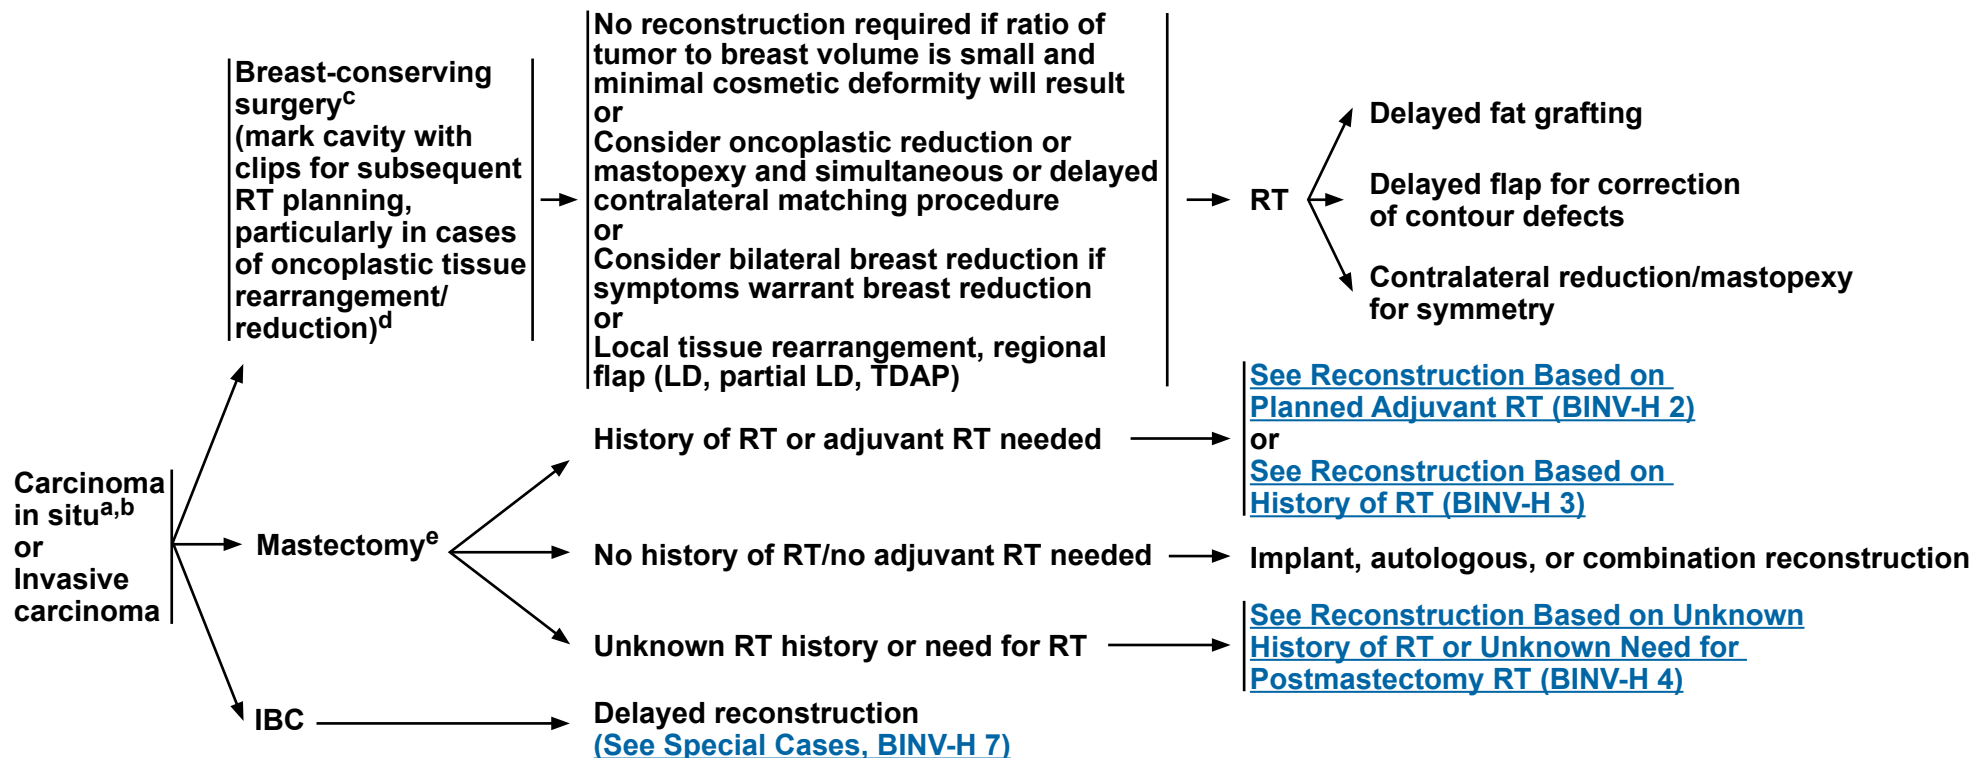 Breast-conserving
surgeryc
(mark cavity with
clips for subsequent
RT planning,
particularly in cases
of oncoplastic tissue
rearrangement/
reduction)d
No reconstruction required if ratio of
tumor to breast volume is small and
minimal cosmetic deformity will result
or
Consider oncoplastic reduction or
mastopexy and simultaneous or delayed
contralateral matching procedure
or
Consider bilateral breast reduction if
symptoms warrant breast reduction
or
Local tissue rearrangement, regional
flap (LD, partial LD, TDAP)
RT
Delayed fat grafting
Delayed flap for correction
of contour defects
Contralateral reduction/mastopexy
for symmetry
Carcinoma
in situa,b
or
Invasive
carcinoma
Mastectomye
History of RT or adjuvant RT needed
See Reconstruction Based on
Planned Adjuvant RT (BINV-H 2)
or
See Reconstruction Based on
History of RT (BINV-H 3)
No history of RT/no adjuvant RT needed
Implant, autologous, or combination reconstruction
Unknown RT history or need for RT
See Reconstruction Based on Unknown
History of RT or Unknown Need for
Postmastectomy RT (BINV-H 4)
IBC
Delayed reconstruction
(See Special Cases, BINV-H 7)